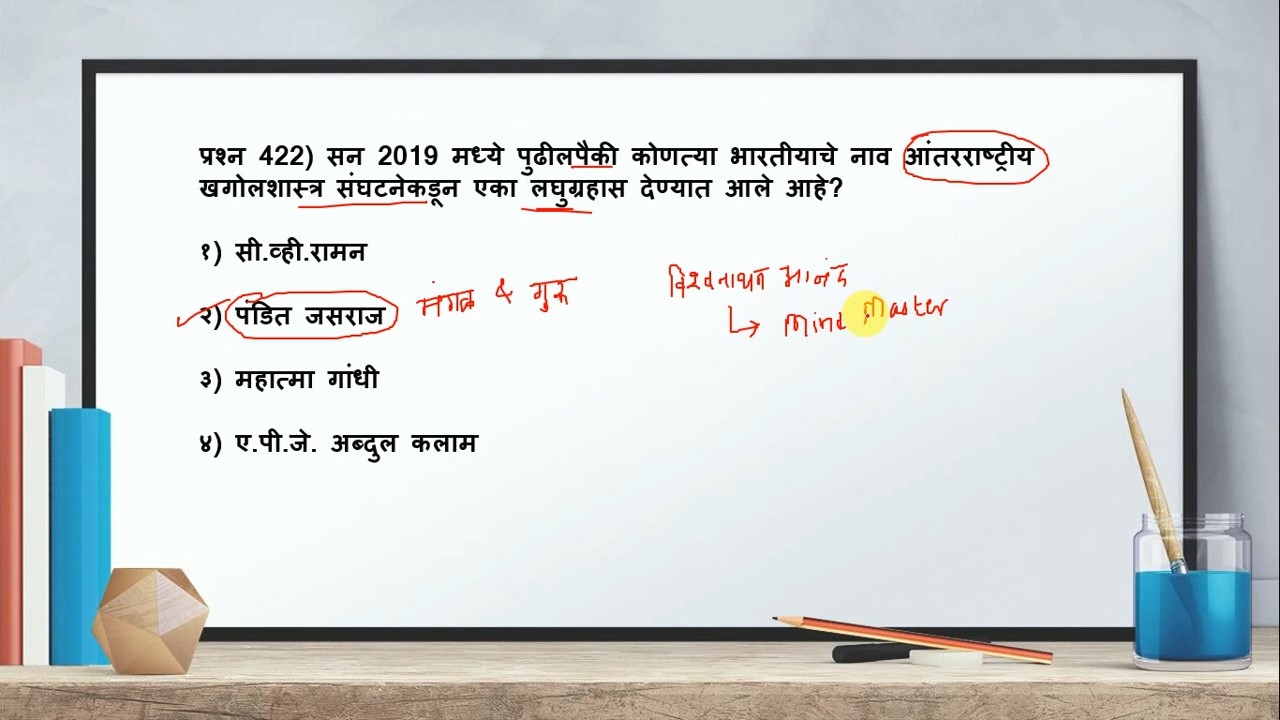 प्रश्न 422) सन 2019 मध्ये पुढीलपैकी कोणत्या भारतीयाचे नाव आंतरराष्ट्रीय
खगोलशास्त्र संघटनेकडून एका लघुग्रहास देण्यात आले आहे?
१) सी.व्ही.रामन
२) पंडित जसराज मंगळ & गुरू
विश्वनाथन आनंद
↳ Mind Master
३) महात्मा गांधी
४) ए.पी.जे. अब्दुल कलाम